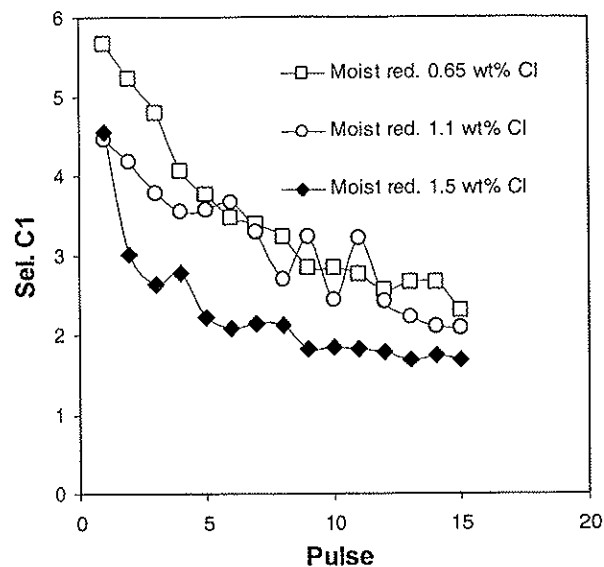 6
5
4
3
2
1
0
Sel. C1
Moist red. 0.65 wt% Cl
Moist red. 1.1 wt% Cl
Moist red. 1.5 wt% Cl
0 5 10 15 20
Pulse